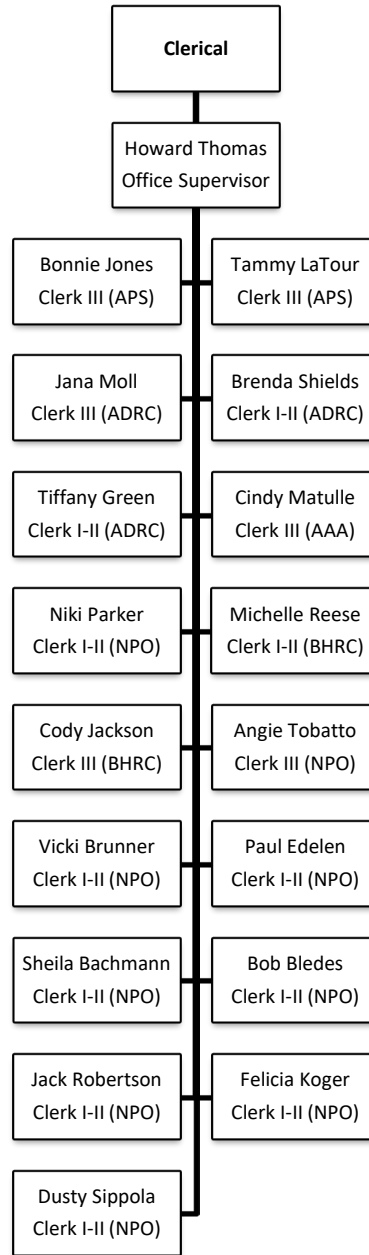 Clerical
Howard Thomas
Office Supervisor
Bonnie Jones
Clerk III (APS)
Tammy LaTour
Clerk III (APS)
Jana Moll
Clerk III (ADRC)
Brenda Shields
Clerk I-II (ADRC)
Tiffany Green
Clerk I-II (ADRC)
Cindy Matulle
Clerk III (AAA)
Niki Parker
Clerk I-II (NPO)
Michelle Reese
Clerk I-II (BHRC)
Cody Jackson
Clerk III (BHRC)
Angie Tobatto
Clerk III (NPO)
Vicki Brunner
Clerk I-II (NPO)
Paul Edelen
Clerk I-II (NPO)
Sheila Bachmann
Clerk I-II (NPO)
Bob Bledes
Clerk I-II (NPO)
Jack Robertson
Clerk I-II (NPO)
Felicia Koger
Clerk I-II (NPO)
Dusty Sippola
Clerk I-II (NPO)